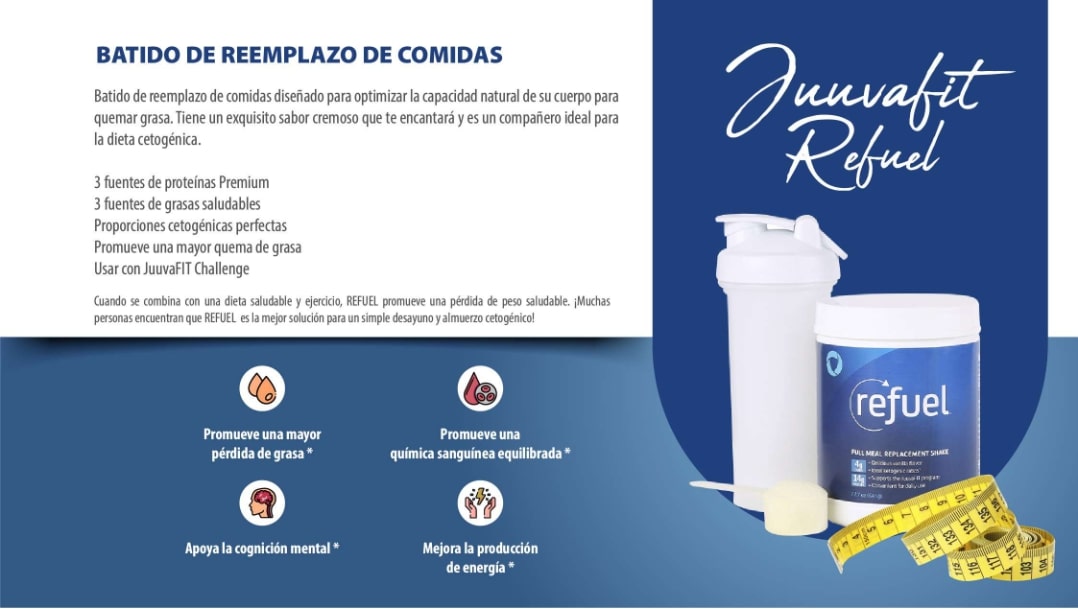 BATIDO DE REEMPLAZO DE COMIDAS
Batido de reemplazo de comidas diseñado para optimizar la capacidad natural de su cuerpo para
quemar grasa. Tiene un exquisito sabor cremoso que te encantará y es un compañero ideal para
la dieta cetogénica.
3 fuentes de proteínas Premium
3 fuentes de grasas saludables
Proporciones cetogénicas perfectas
Promueve una mayor quema de grasa
Usar con JuuvaFIT Challenge
Cuando se combina con una dieta saludable y ejercicio, REFUEL promueve una pérdida de peso saludable. ¡Muchas
personas encuentran que REFUEL es la mejor solución para un simple desayuno y almuerzo cetogénico!
Promueve una mayor
pérdida de grasa *
Promueve una
química sanguínea equilibrada *
Apoya la cognición mental *
Mejora la producción
de energía *
Juuvafit
Refuel
refuel
FULL MEAL REPLACEMENT SHAKE
4g
14g
Convenient for daily use